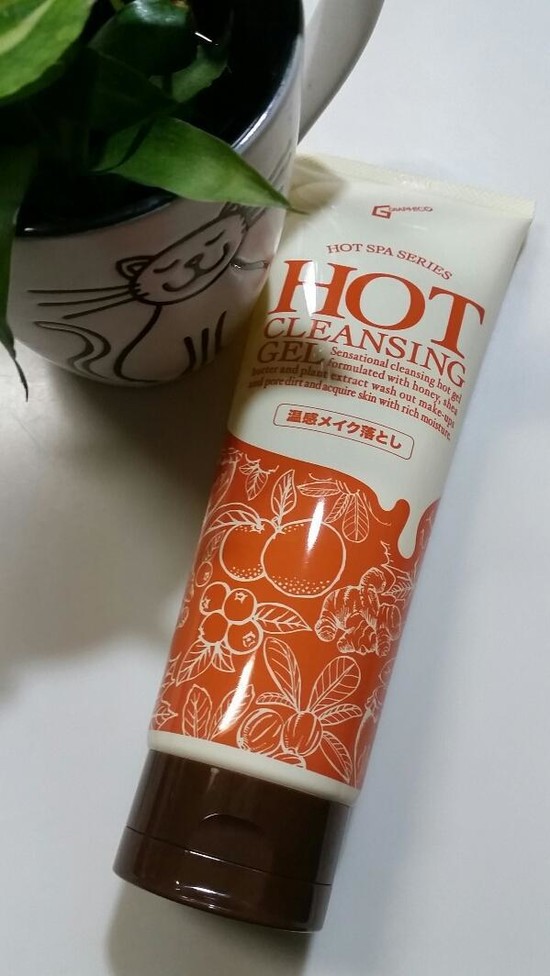 HOT SPA SERIES
HOT
CLEANSING
GEL
Sensational cleansing hot gel
formulated with honey, shea
butter and plant extract wash out make-ups
and pore dirt and acquire skin with rich moisture.
温感メイク落とし